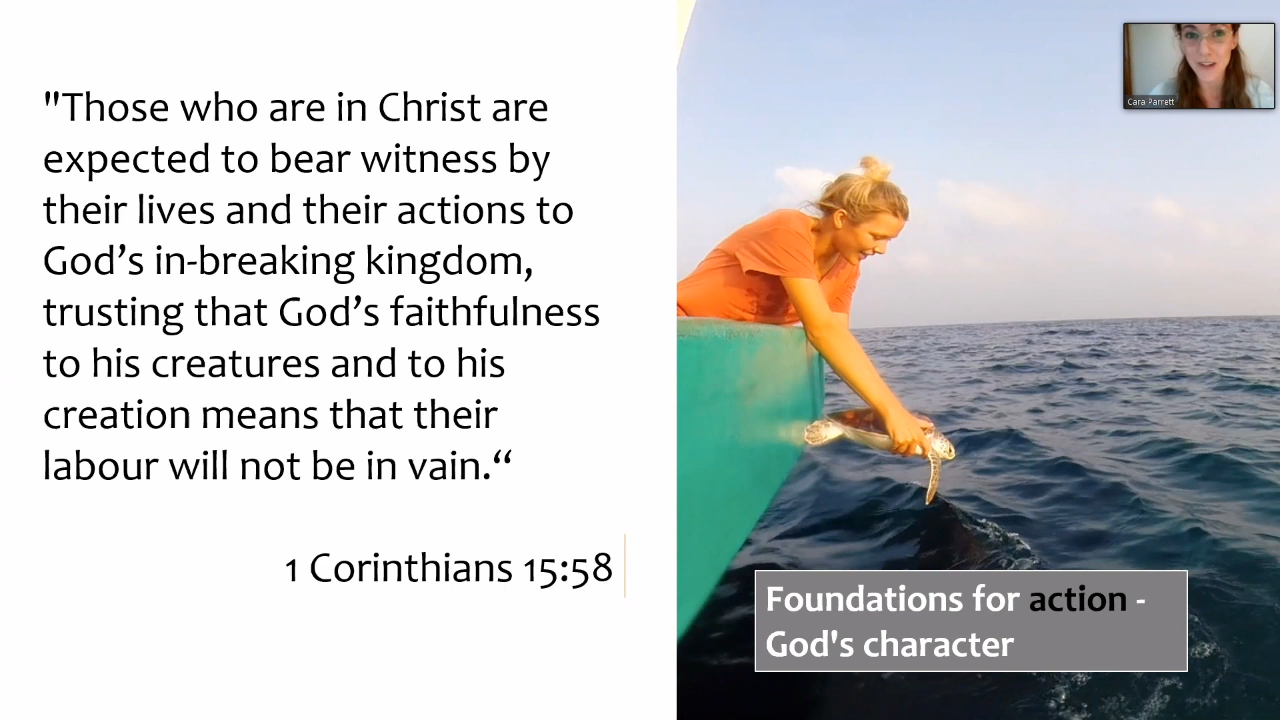 "Those who are in Christ are
expected to bear witness by
their lives and their actions to
God’s in-breaking kingdom,
trusting that God’s faithfulness
to his creatures and to his
creation means that their
labour will not be in vain.“
1 Corinthians 15:58
Cara Parrett
Foundations for action -
God's character